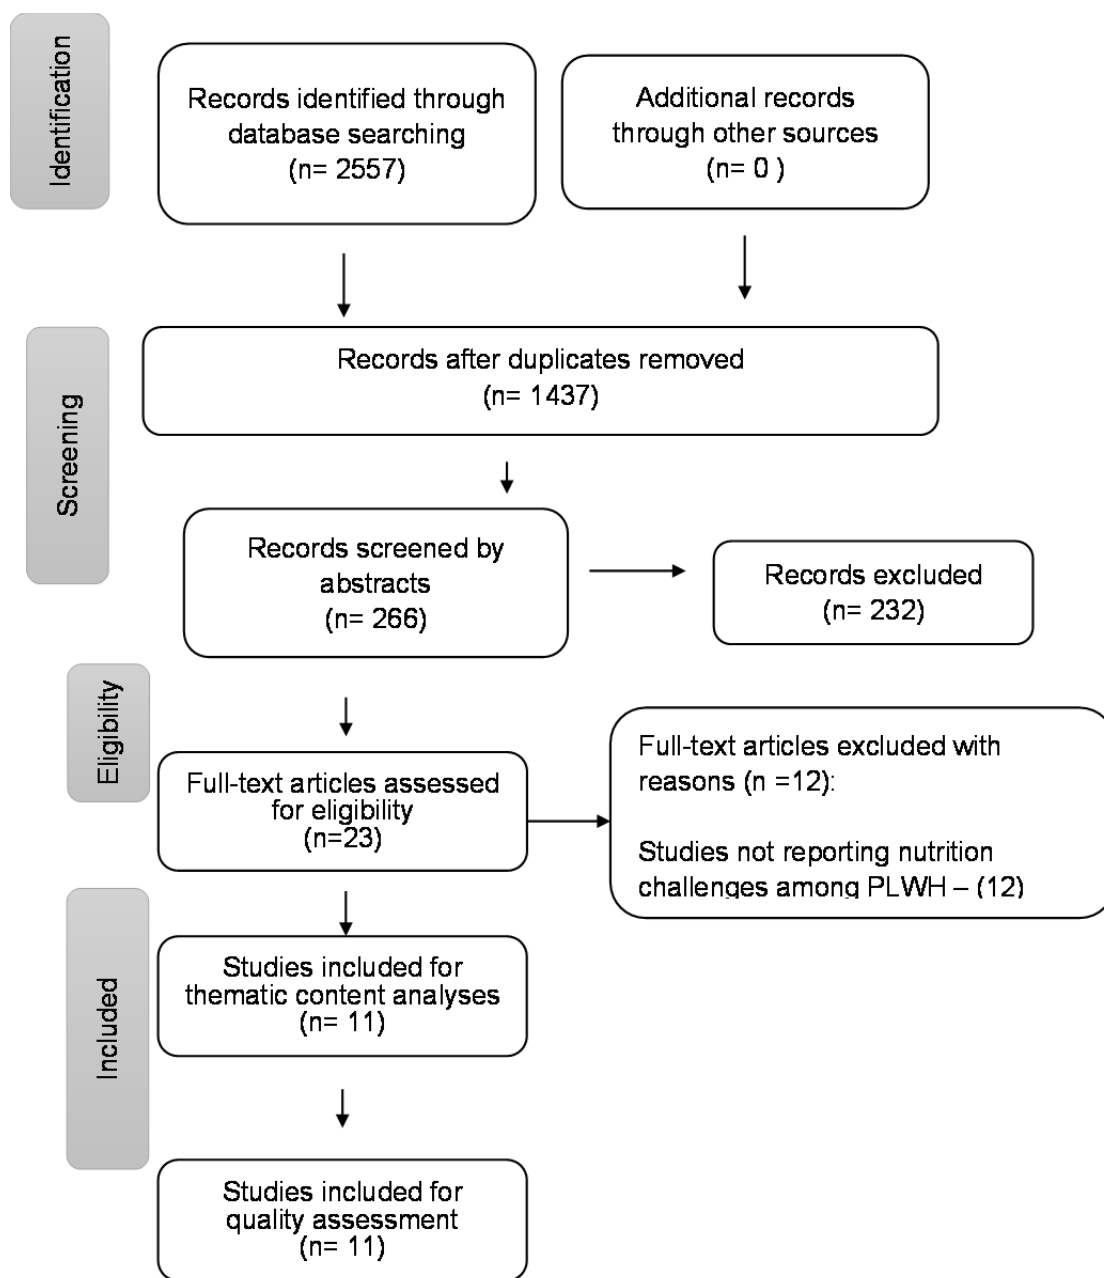 Identification
Records identified through
database searching
(n= 2557)
Additional records
through other sources
(n= 0 )
Screening
Records after duplicates removed
(n= 1437)
Records screened by
abstracts
(n= 266)
Records excluded
(n= 232)
Eligibility
Full-text articles assessed
for eligibility
(n=23)
Full-text articles excluded with
reasons (n =12):
Studies not reporting nutrition
challenges among PLWH – (12)
Included
Studies included for
thematic content analyses
(n= 11)
Studies included for
quality assessment
(n= 11)